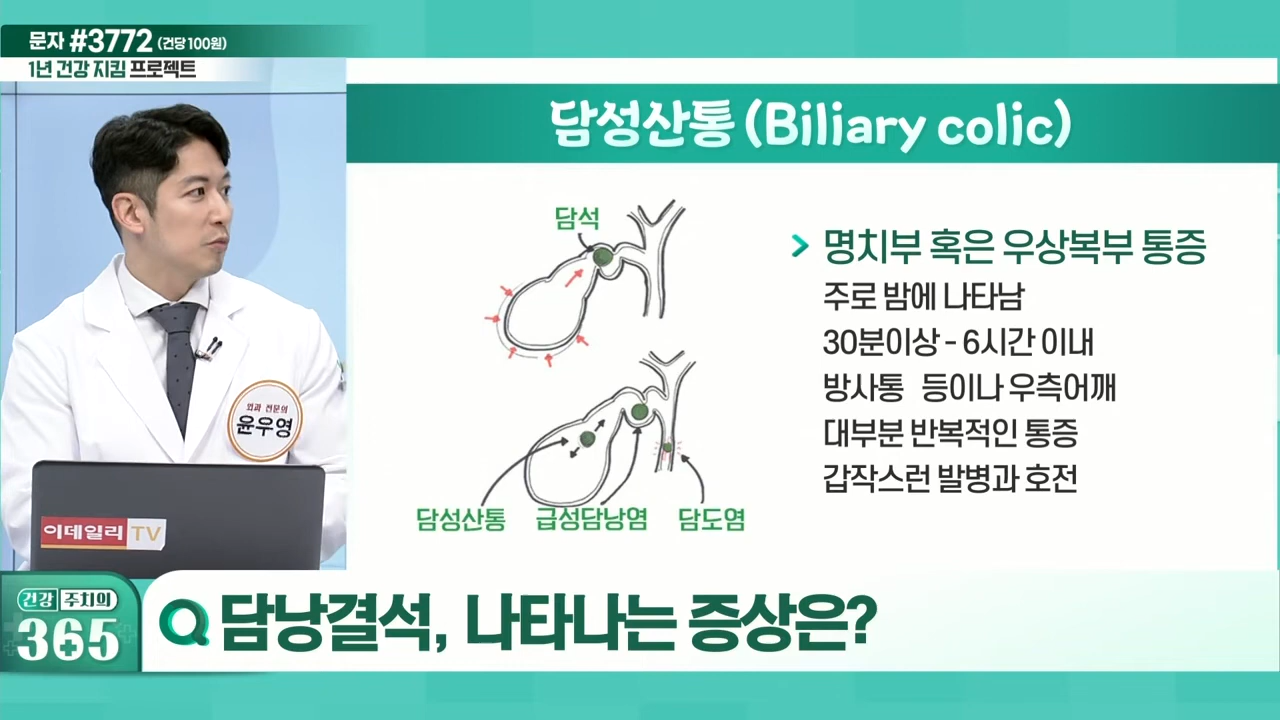 문자 #3772 (건당 100원)
1년 건강 지킴 프로젝트
담성산통 (Biliary colic)
담석
담성산통
급성담낭염
담도염
명치부 혹은 우상복부 통증
주로 밤에 나타남
30분이상 - 6시간 이내
방사통 등이나 우측어깨
대부분 반복적인 통증
갑작스런 발병과 호전
외과 전문의
윤우영
이데일리 TV
건강 주치의
365
Q 담낭결석, 나타나는 증상은?